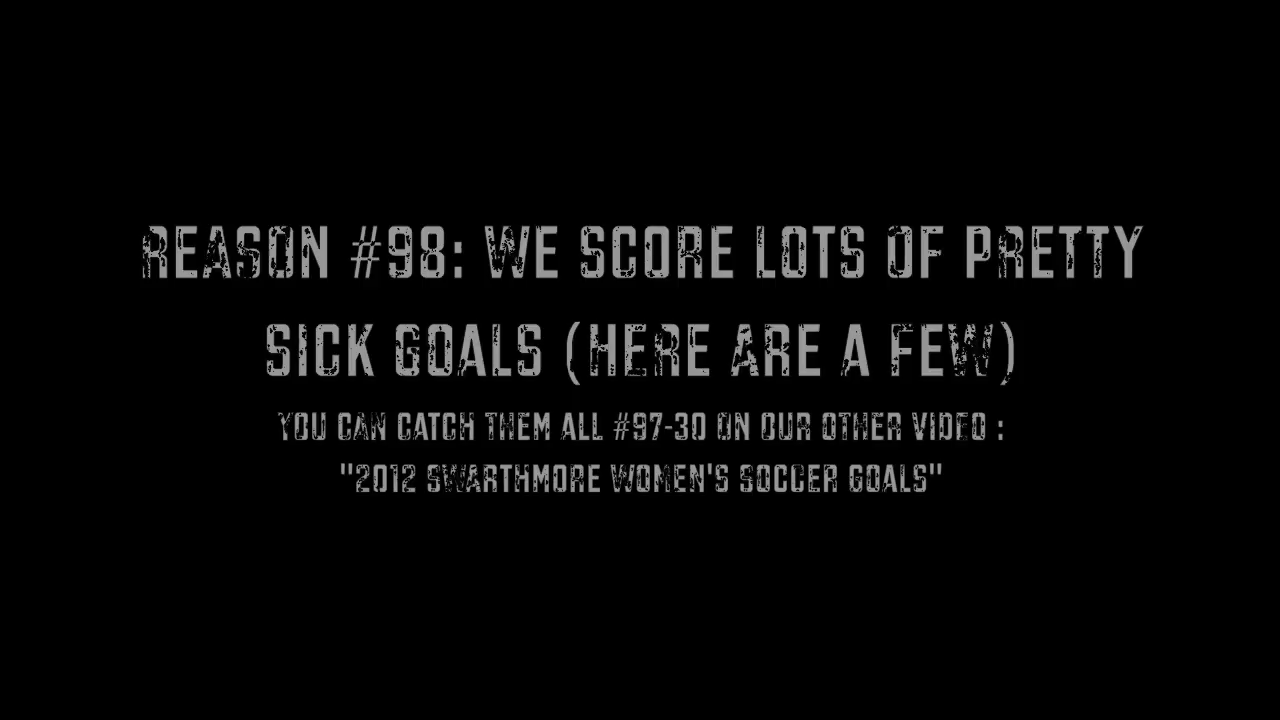 REASON #98: WE SCORE LOTS OF PRETTY
SICK GOALS (HERE ARE A FEW)
YOU CAN CATCH THEM ALL #97-30 ON OUR OTHER VIDEO :
"2012 SWARTHMORE WOMEN'S SOCCER GOALS"